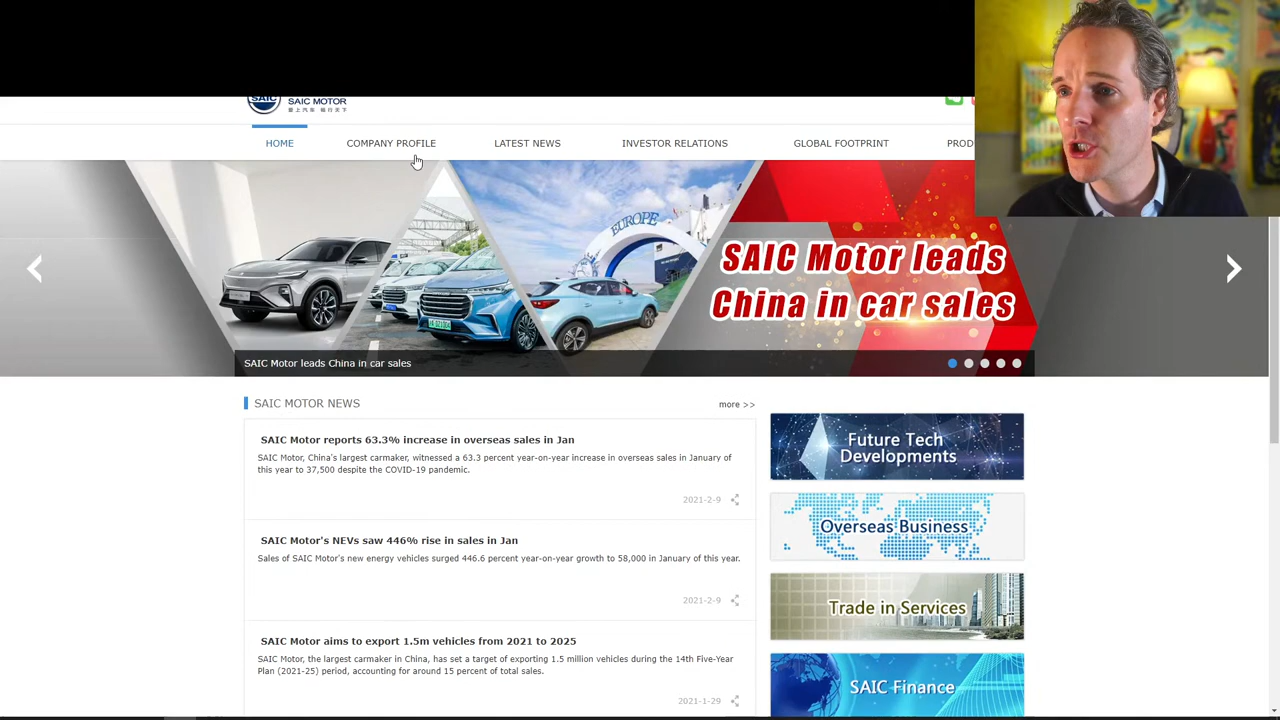 SAIC
SAIC MOTOR
HOME
COMPANY PROFILE
LATEST NEWS
INVESTOR RELATIONS
GLOBAL FOOTPRINT
PROD
EUROPE
SAIC Motor leads
China in car sales
SAIC Motor leads China in car sales
SAIC MOTOR NEWS
more >>
SAIC Motor reports 63.3% increase in overseas sales in Jan
SAIC Motor, China's largest carmaker, witnessed a 63.3 percent year-on-year increase in overseas sales in January of
this year to 37,500 despite the COVID-19 pandemic.
2021-2-9
SAIC Motor's NEVs saw 446% rise in sales in Jan
Sales of SAIC Motor's new energy vehicles surged 446.6 percent year-on-year growth to 58,000 in January of this year.
2021-2-9
SAIC Motor aims to export 1.5m vehicles from 2021 to 2025
SAIC Motor, the largest carmaker in China, has set a target of exporting 1.5 million vehicles during the 14th Five-Year
Plan (2021-25) period, accounting for around 15 percent of total sales.
2021-1-29
Future Tech
Developments
Overseas Business
Trade in Services
SAIC Finance